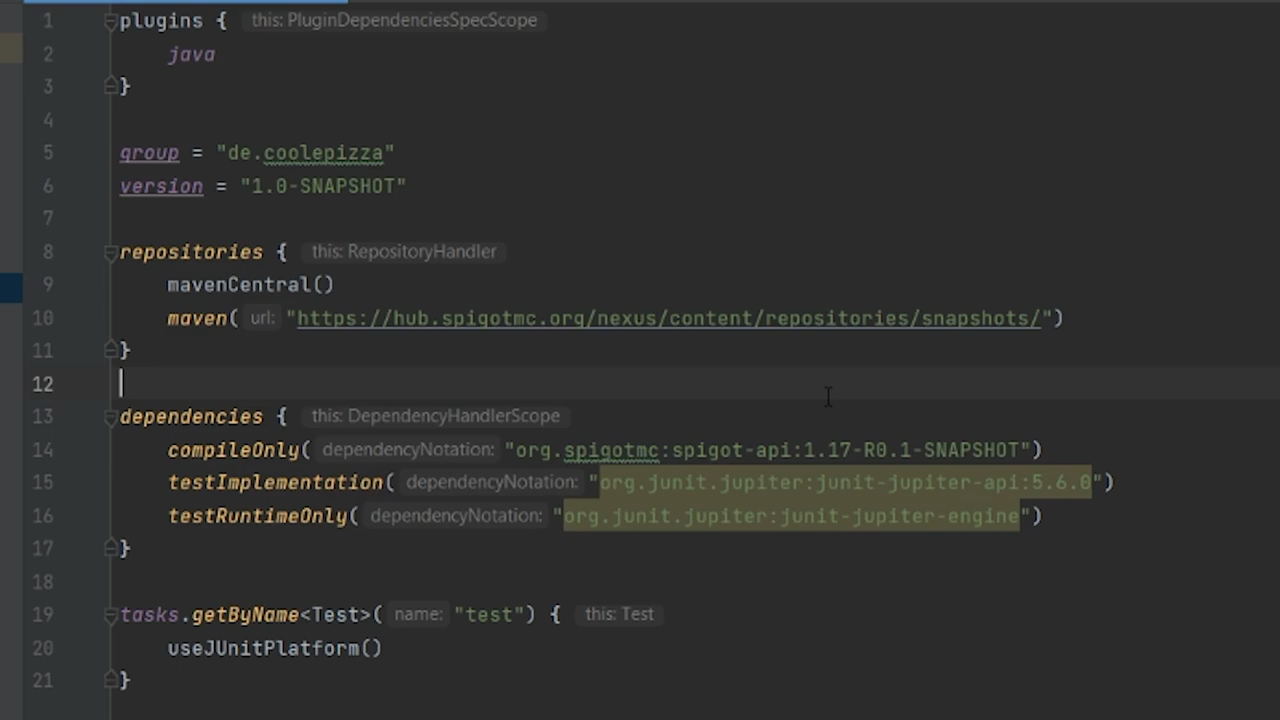 1 plugins { this: PluginDependenciesSpecScope
2 java
3 }
4
5 group = "de.coolepizza"
6 version = "1.0-SNAPSHOT"
7
8 repositories { this: RepositoryHandler
9 mavenCentral()
10 maven( url: "https://hub.spigotmc.org/nexus/content/repositories/snapshots/")
11 }
12
13 dependencies { this: DependencyHandlerScope
14 compileOnly( dependencyNotation: "org.spigotmc:spigot-api:1.17-R0.1-SNAPSHOT")
15 testImplementation( dependencyNotation: "org.junit.jupiter:junit-jupiter-api:5.6.0")
16 testRuntimeOnly( dependencyNotation: "org.junit.jupiter:junit-jupiter-engine")
17 }
18
19 tasks.getByName<Test>( name: "test") { this: Test
20 useJUnitPlatform()
21 }